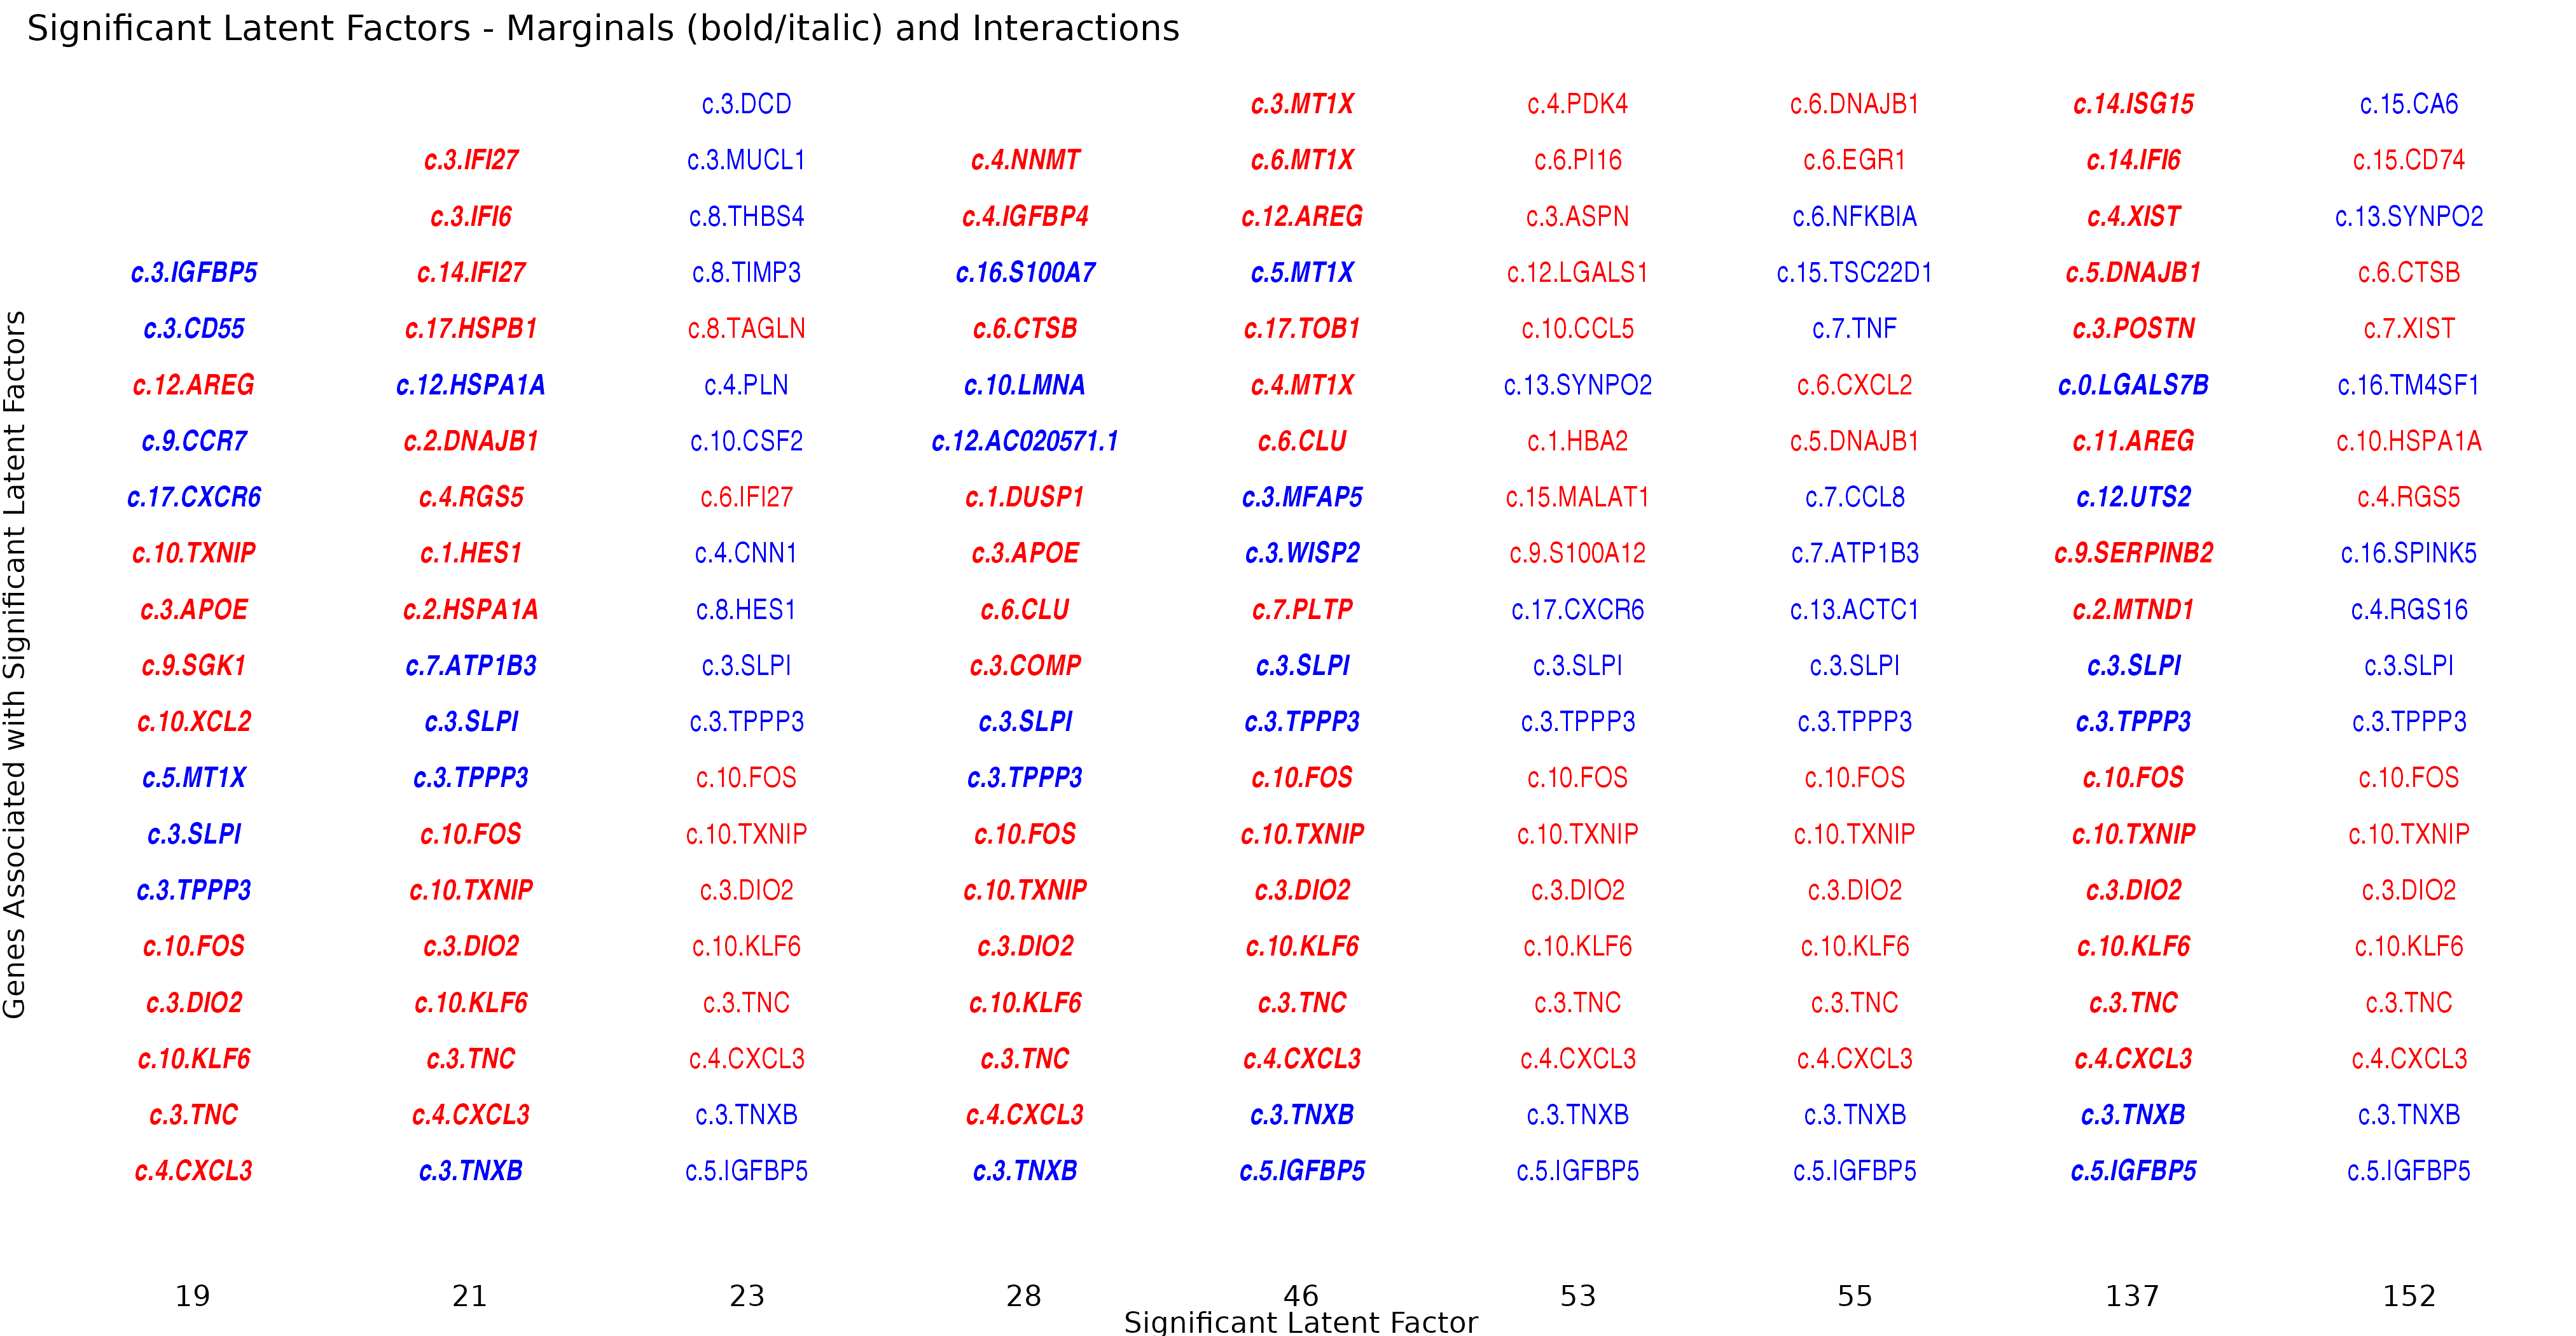 Significant Latent Factors - Marginals (bold/italic) and Interactions
c.3.DCD c.3.MT1X c.4.PDK4 c.6.DNAJB1 c.14.ISG15 c.15.CA6
c.3.IFI27 c.3.MUCL1 c.4.NNMT c.6.MT1X c.6.PI16 c.6.EGR1 c.14.IFI6 c.15.CD74
c.3.IFI6 c.8.THBS4 c.4.IGFBP4 c.12.AREG c.3.ASPN c.6.NFKBIA c.4.XIST c.13.SYNPO2
c.3.IGFBP5 c.14.IFI27 c.8.TIMP3 c.16.S100A7 c.5.MT1X c.12.LGALS1 c.15.TSC22D1 c.5.DNAJB1 c.6.CTSB
c.3.CD55 c.17.HSPB1 c.8.TAGLN c.6.CTSB c.17.TOB1 c.10.CCL5 c.7.TNF c.3.POSTN c.7.XIST
c.12.AREG c.12.HSPA1A c.4.PLN c.10.LMNA c.4.MT1X c.13.SYNPO2 c.6.CXCL2 c.0.LGALS7B c.16.TM4SF1
c.9.CCR7 c.2.DNAJB1 c.10.CSF2 c.12.AC020571.1 c.6.CLU c.1.HBA2 c.5.DNAJB1 c.11.AREG c.10.HSPA1A
c.17.CXCR6 c.4.RGS5 c.6.IFI27 c.1.DUSP1 c.3.MFAP5 c.15.MALAT1 c.7.CCL8 c.12.UTS2 c.4.RGS5
c.10.TXNIP c.1.HES1 c.4.CNN1 c.3.APOE c.3.WISP2 c.9.S100A12 c.7.ATP1B3 c.9.SERPINB2 c.16.SPINK5
c.3.APOE c.2.HSPA1A c.8.HES1 c.6.CLU c.7.PLTP c.17.CXCR6 c.13.ACTC1 c.2.MTND1 c.4.RGS16
c.9.SGK1 c.7.ATP1B3 c.3.SLPI c.3.COMP c.3.SLPI c.3.SLPI c.3.SLPI c.3.SLPI c.3.SLPI
c.10.XCL2 c.3.SLPI c.3.TPPP3 c.3.SLPI c.3.TPPP3 c.3.TPPP3 c.3.TPPP3 c.3.TPPP3 c.3.TPPP3
c.5.MT1X c.3.TPPP3 c.10.FOS c.3.TPPP3 c.10.FOS c.10.FOS c.10.FOS c.10.FOS c.10.FOS
c.3.SLPI c.10.FOS c.10.TXNIP c.10.FOS c.10.TXNIP c.10.TXNIP c.10.TXNIP c.10.TXNIP c.10.TXNIP
c.3.TPPP3 c.10.TXNIP c.3.DIO2 c.10.TXNIP c.3.DIO2 c.3.DIO2 c.3.DIO2 c.3.DIO2 c.3.DIO2
c.10.FOS c.3.DIO2 c.10.KLF6 c.3.DIO2 c.10.KLF6 c.10.KLF6 c.10.KLF6 c.10.KLF6 c.10.KLF6
c.3.DIO2 c.10.KLF6 c.3.TNC c.10.KLF6 c.3.TNC c.3.TNC c.3.TNC c.3.TNC c.3.TNC
c.10.KLF6 c.3.TNC c.4.CXCL3 c.3.TNC c.4.CXCL3 c.4.CXCL3 c.4.CXCL3 c.4.CXCL3 c.4.CXCL3
c.3.TNC c.4.CXCL3 c.3.TNXB c.4.CXCL3 c.3.TNXB c.3.TNXB c.3.TNXB c.3.TNXB c.3.TNXB
c.4.CXCL3 c.3.TNXB c.5.IGFBP5 c.3.TNXB c.5.IGFBP5 c.5.IGFBP5 c.5.IGFBP5 c.5.IGFBP5 c.5.IGFBP5
19 21 23 28 46 53 55 137 152
Significant Latent Factor
Genes Associated with Significant Latent Factors